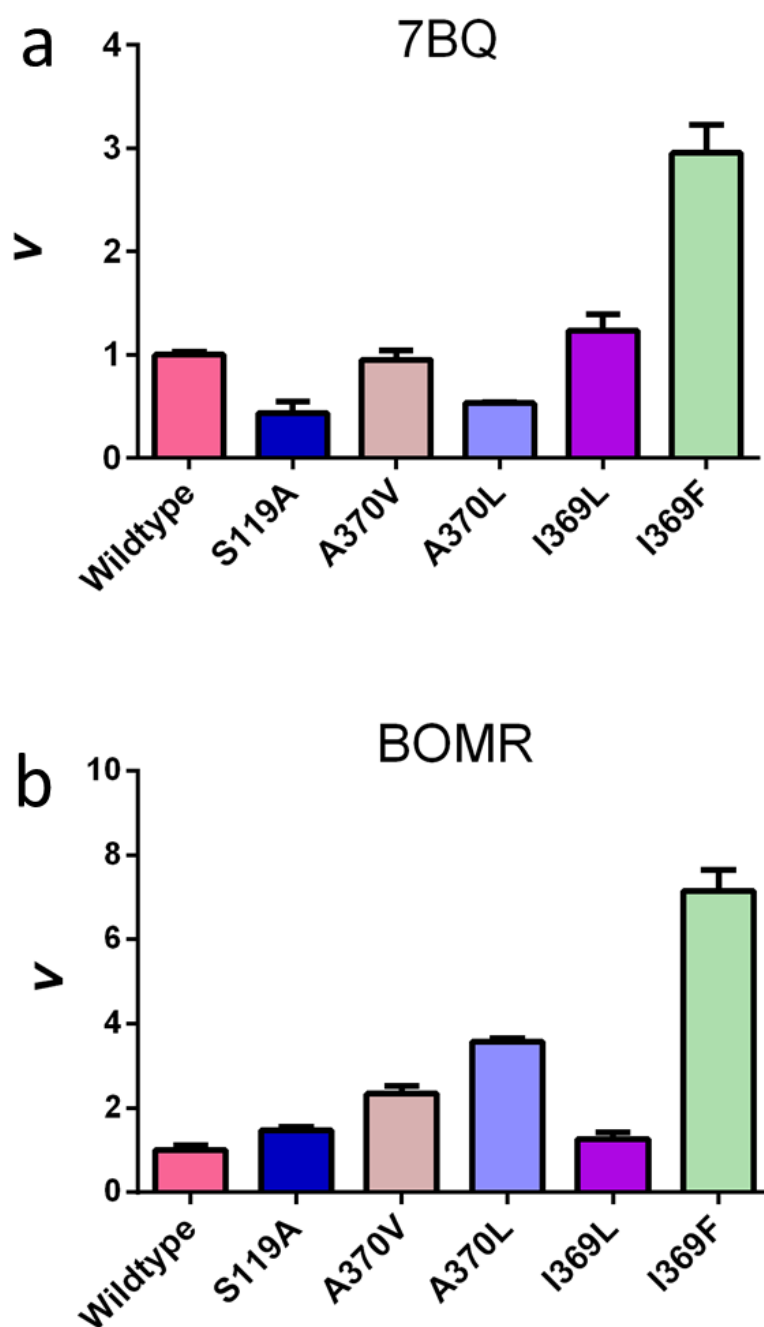 a
7BQ
4
3
2
1
0
v
Wildtype
S119A
A370V
A370L
I369L
I369F
b
BOMR
10
8
6
4
2
0
v
Wildtype
S119A
A370V
A370L
I369L
I369F